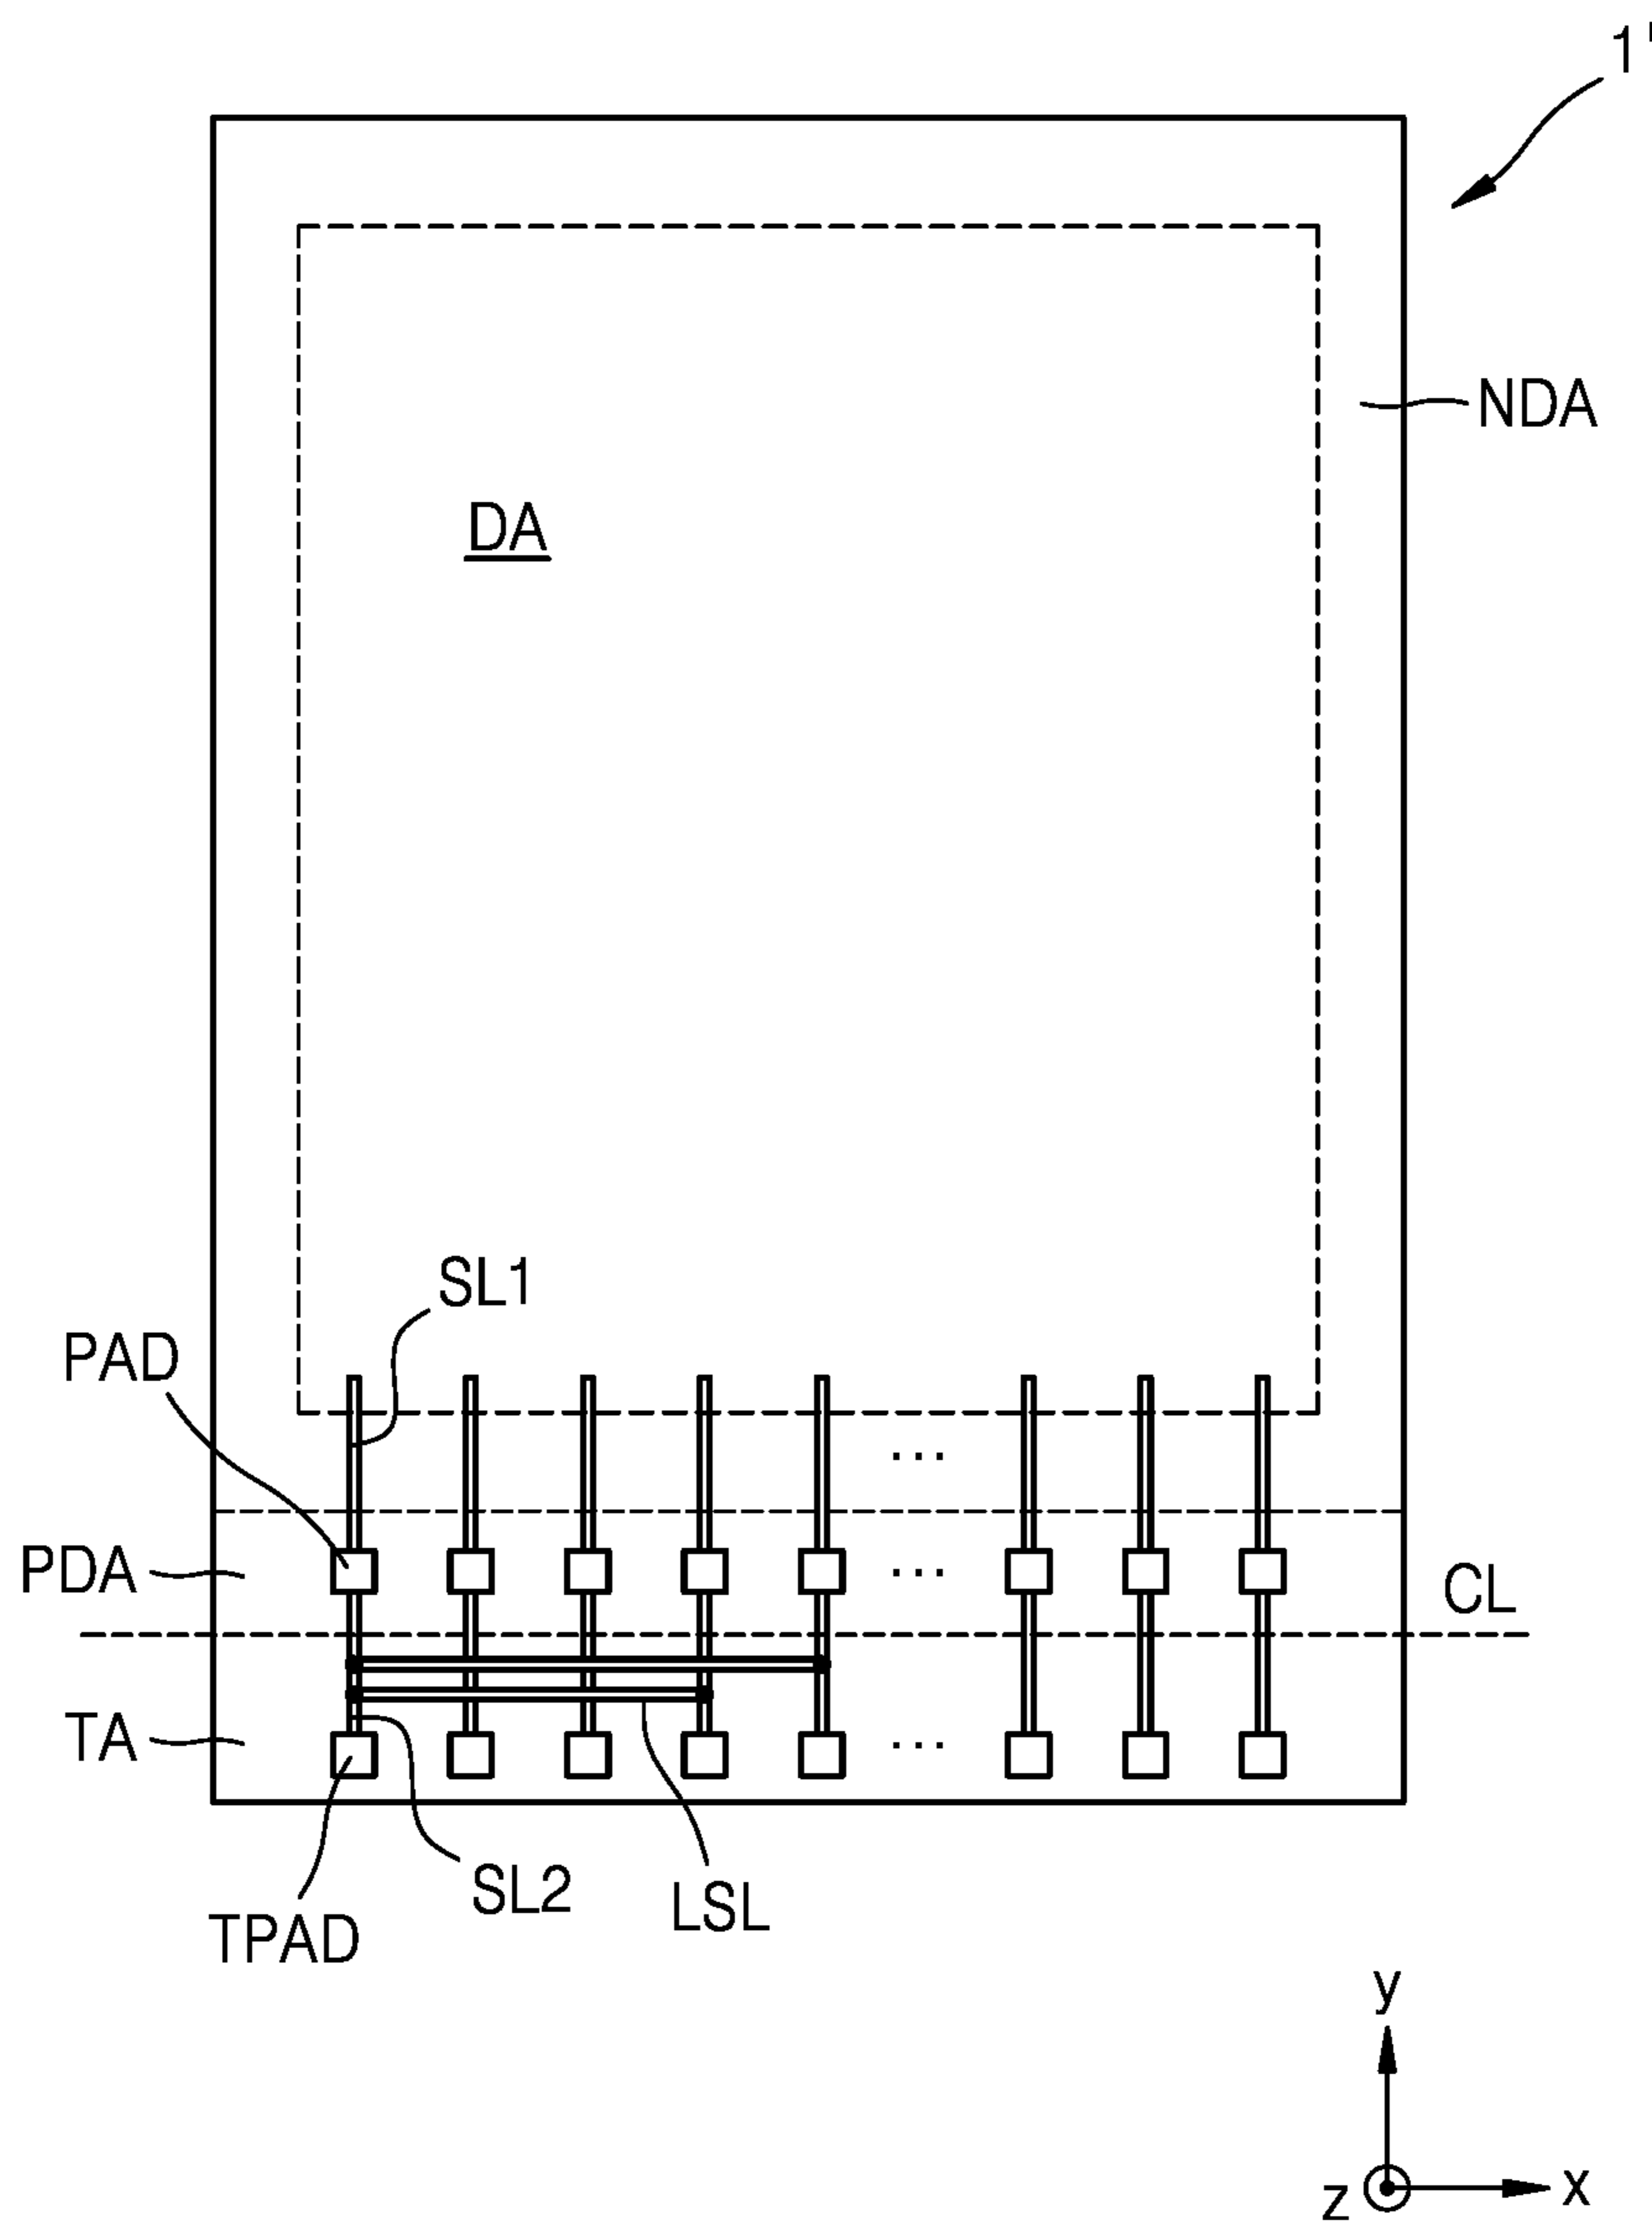 1'
NDA
DA
SL1
PAD
...
PDA
...
CL
TA
...
SL2
LSL
TPAD
y
z
x